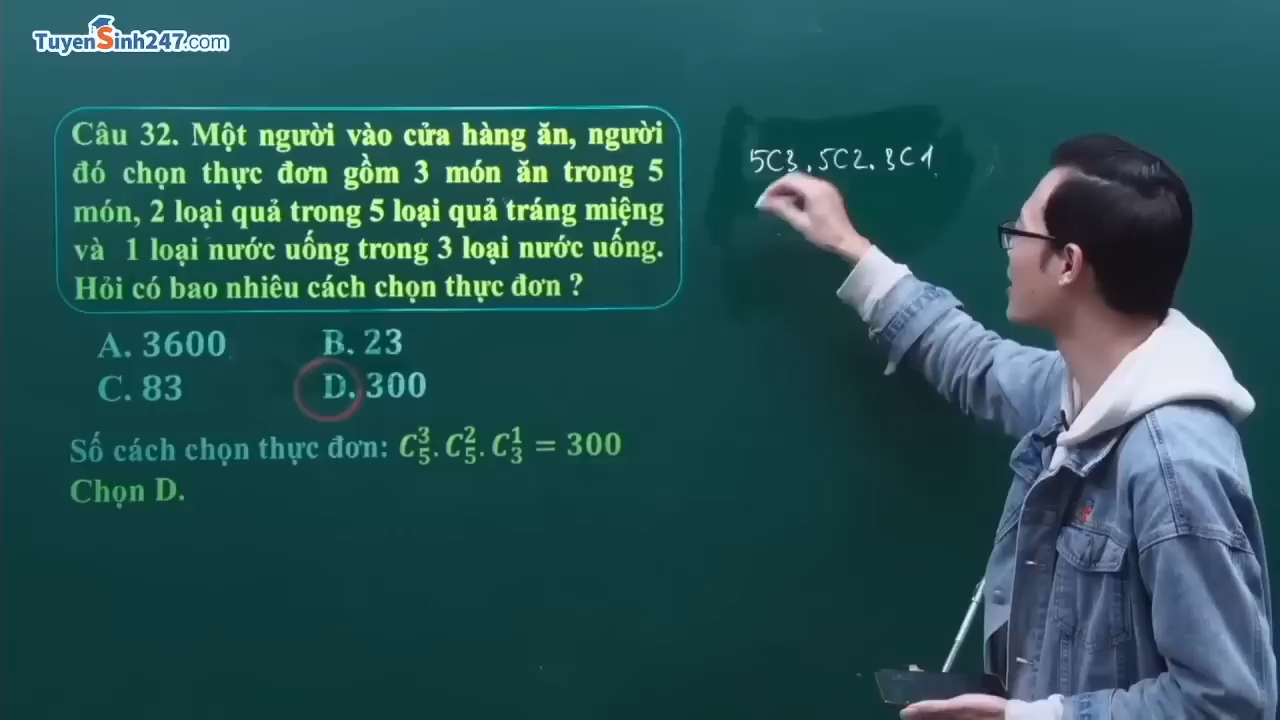 TuyenSinh247.com
Câu 32. Một người vào cửa hàng ăn, người
đó chọn thực đơn gồm 3 món ăn trong 5
món, 2 loại quả trong 5 loại quả tráng miệng
và 1 loại nước uống trong 3 loại nước uống.
Hỏi có bao nhiêu cách chọn thực đơn ?
5C3.5C2.3C1
A. 3600 B. 23
C. 83 D. 300
Số cách chọn thực đơn: C₅³. C₅². C₃¹ = 300
Chọn D.